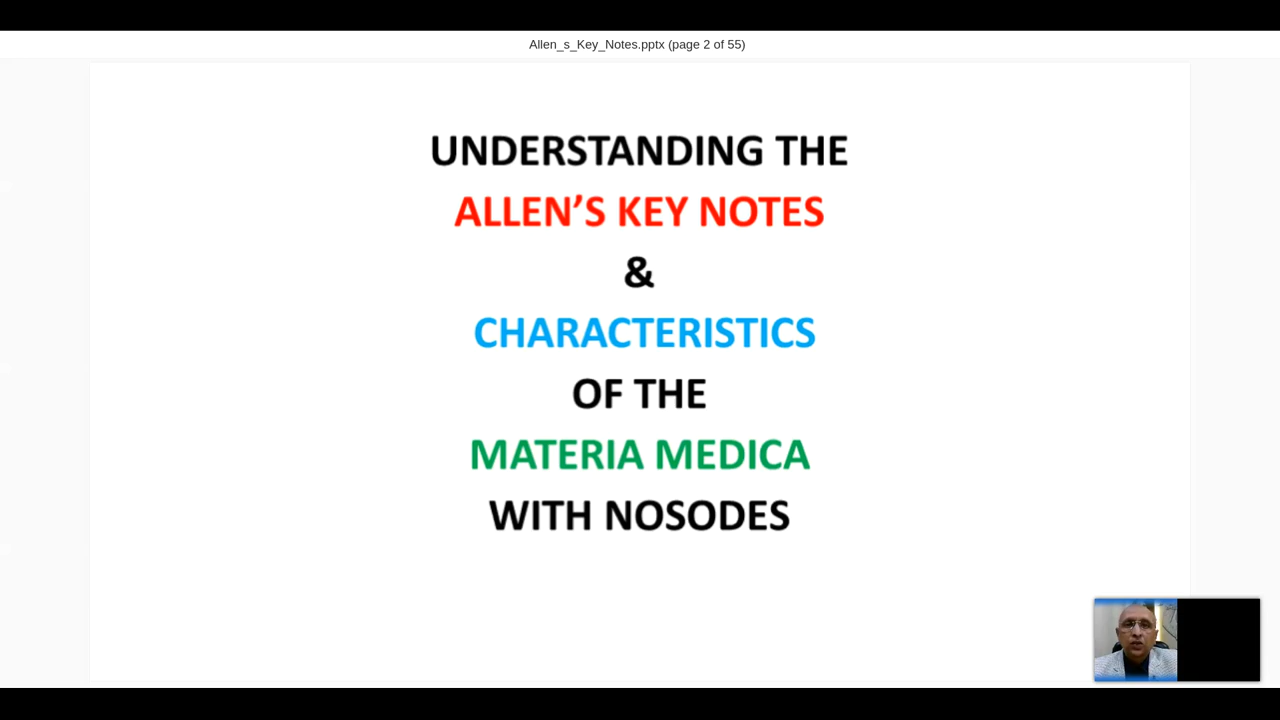 Allen_s_Key_Notes.pptx (page 2 of 55)
UNDERSTANDING THE
ALLEN’S KEY NOTES
&
CHARACTERISTICS
OF THE
MATERIA MEDICA
WITH NOSODES